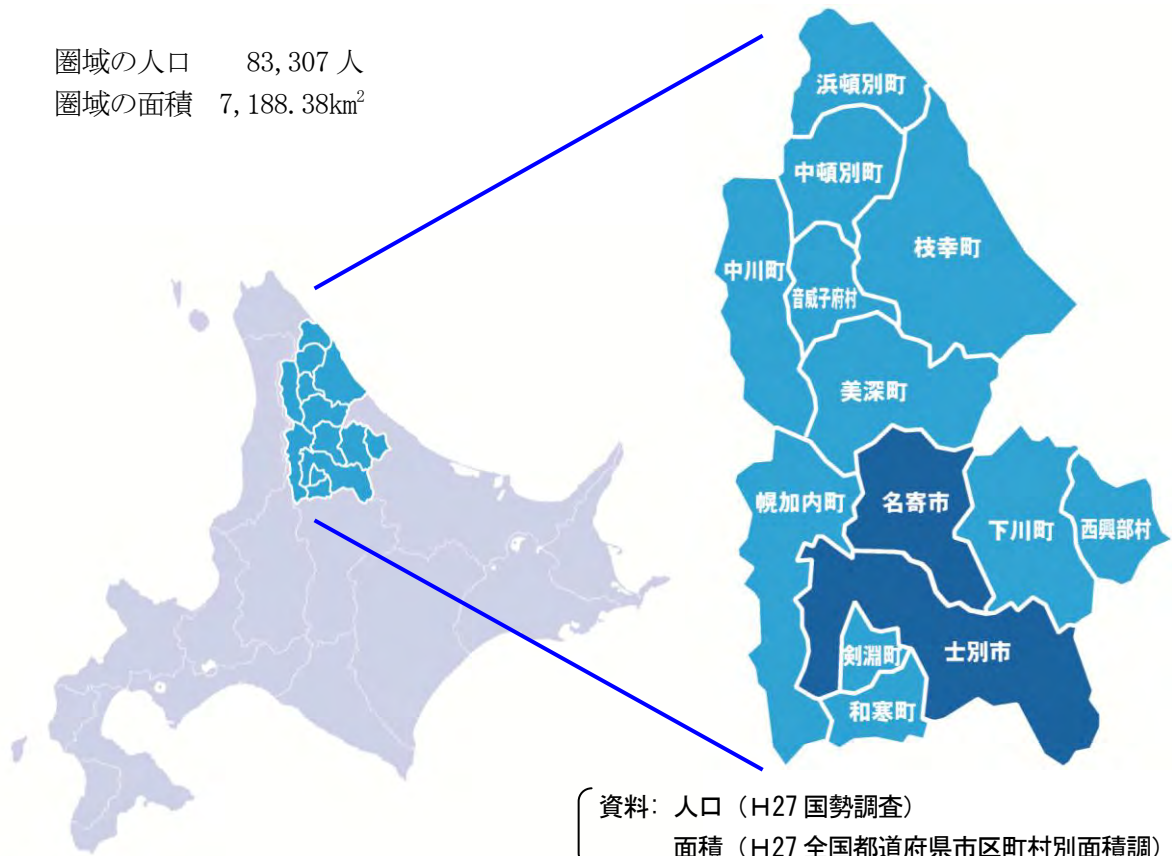 圏域の人口 83,307 人
圏域の面積 7,188.38km²
浜頓別町
中頓別町
枝幸町
中川町
音威子府村
美深町
幌加内町
名寄市
下川町
西興部村
剣淵町
士別市
和寒町
資料: 人口（H27 国勢調査）
面積（H27 全国都道府県市区町村別面積調）